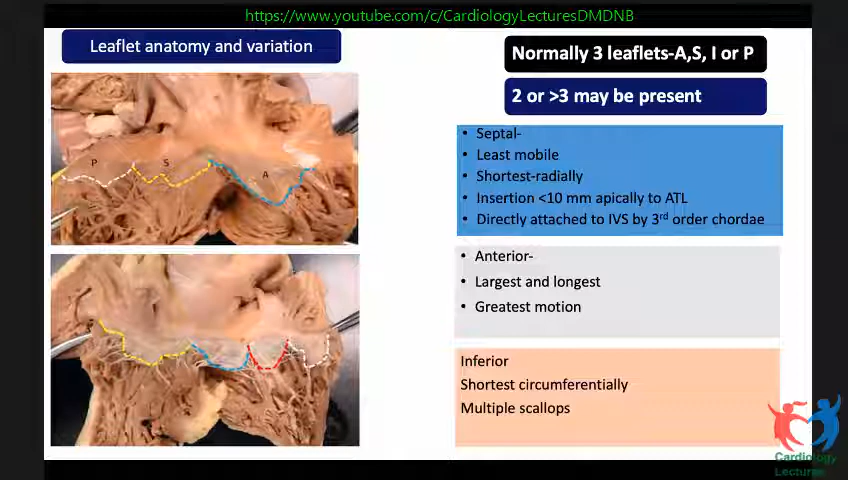 https://www.youtube.com/c/CardiologyLecturesDMDNB
Leaflet anatomy and variation
P
S
A
Normally 3 leaflets-A,S, I or P
2 or >3 may be present
• Septal-
• Least mobile
• Shortest-radially
• Insertion <10 mm apically to ATL
• Directly attached to IVS by 3rd order chordae
• Anterior-
• Largest and longest
• Greatest motion
Inferior
Shortest circumferentially
Multiple scallops
Cardiology
Lectures